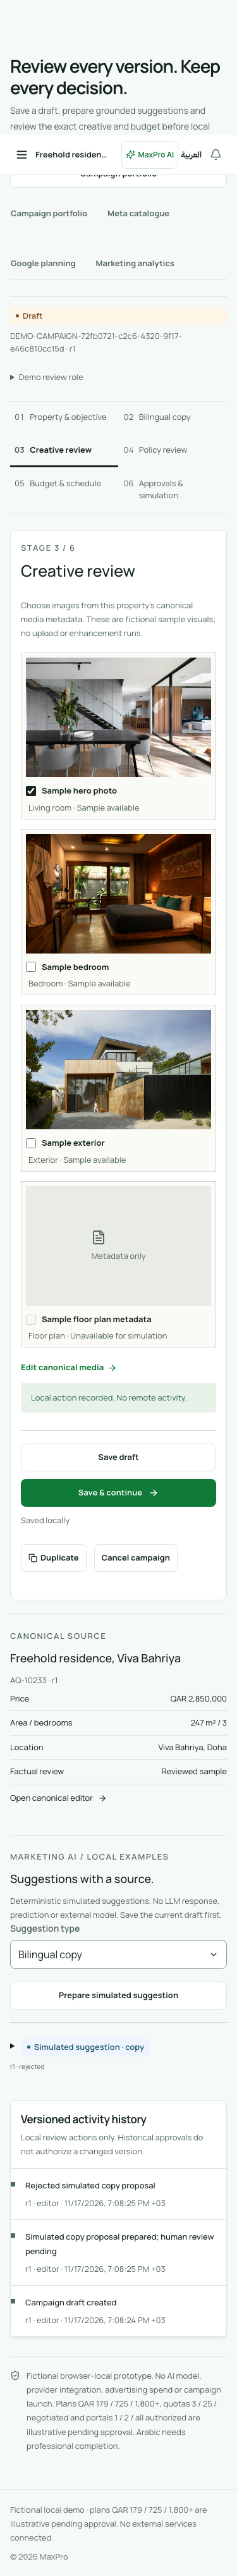 Review every version. Keep
every decision.
Save a draft, prepare grounded suggestions and
review the exact creative and budget before local
Freehold residen...
MaxPro AI
العربية
Campaign portfolio
Campaign portfolio
Meta catalogue
Google planning
Marketing analytics
Draft
DEMO-CAMPAIGN-72fb0721-c2c6-4320-9f17-
e46c810cc15d · r1
Demo review role
01 Property & objective
02 Bilingual copy
03 Creative review
04 Policy review
05 Budget & schedule
06 Approvals &
simulation
STAGE 3 / 6
Creative review
Choose images from this property's canonical
media metadata. These are fictional sample visuals;
no upload or enhancement runs.
Sample hero photo
Living room · Sample available
Sample bedroom
Bedroom · Sample available
Sample exterior
Exterior · Sample available
Metadata only
Sample floor plan metadata
Floor plan · Unavailable for simulation
Edit canonical media
Local action recorded. No remote activity.
Save draft
Save & continue
Saved locally
Duplicate
Cancel campaign
CANONICAL SOURCE
Freehold residence, Viva Bahriya
AQ-10233 · r1
Price
QAR 2,850,000
Area / bedrooms
247 m² / 3
Location
Viva Bahriya, Doha
Factual review
Reviewed sample
Open canonical editor
MARKETING AI / LOCAL EXAMPLES
Suggestions with a source.
Deterministic simulated suggestions. No LLM response,
prediction or external model. Save the current draft first.
Suggestion type
Bilingual copy
Prepare simulated suggestion
Simulated suggestion · copy
r1 · rejected
Versioned activity history
Local review actions only. Historical approvals do
not authorize a changed version.
Rejected simulated copy proposal
r1 · editor · 11/17/2026, 7:08:25 PM +03
Simulated copy proposal prepared; human review
pending
r1 · editor · 11/17/2026, 7:08:25 PM +03
Campaign draft created
r1 · editor · 11/17/2026, 7:08:24 PM +03
Fictional browser-local prototype. No AI model,
provider integration, advertising spend or campaign
launch. Plans QAR 179 / 725 / 1,800+, quotas 3 / 25 /
negotiated and portals 1 / 2 / all authorized are
illustrative pending approval. Arabic needs
professional completion.
Fictional local demo · plans QAR 179 / 725 / 1,800+ are
illustrative pending approval. No external services
connected.
© 2026 MaxPro